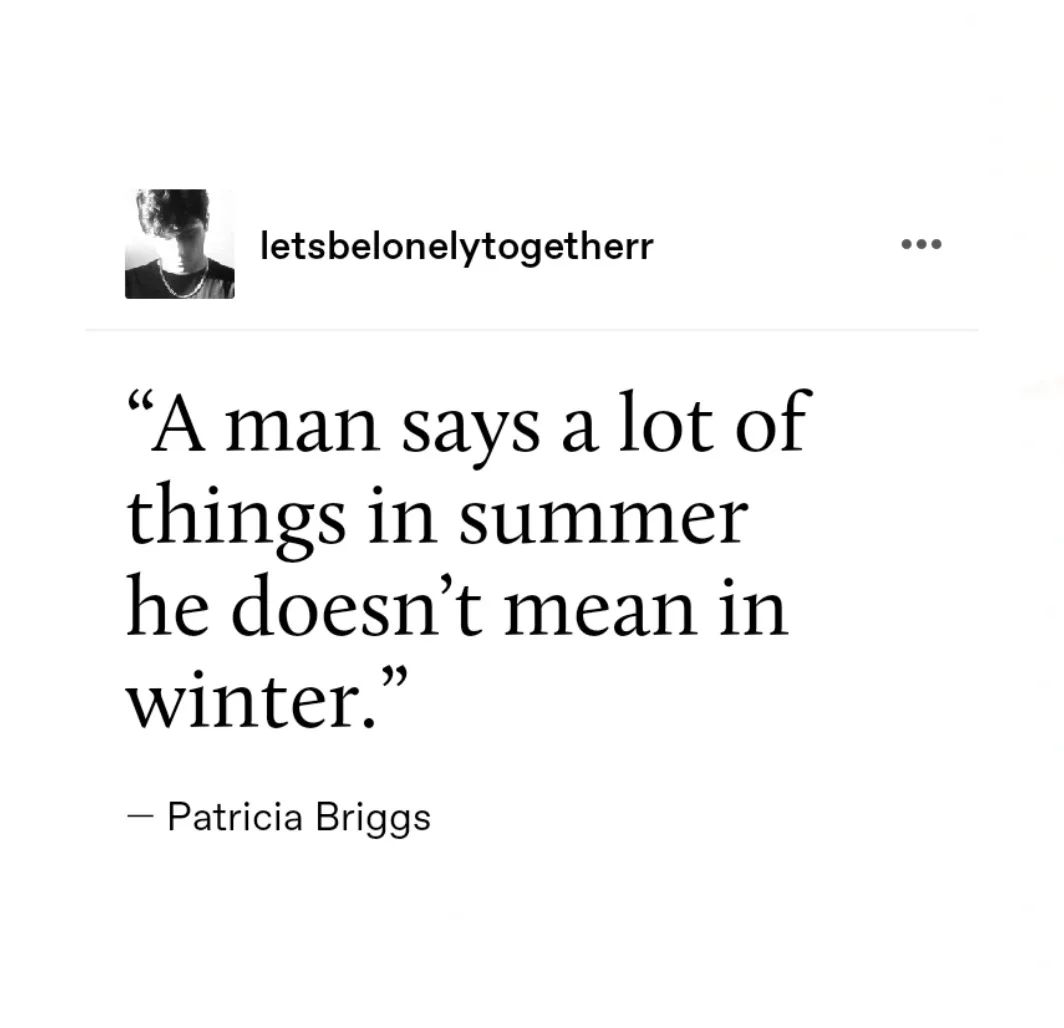 letsbelonelytogetherr
“A man says a lot of
things in summer
he doesn’t mean in
winter.”
— Patricia Briggs